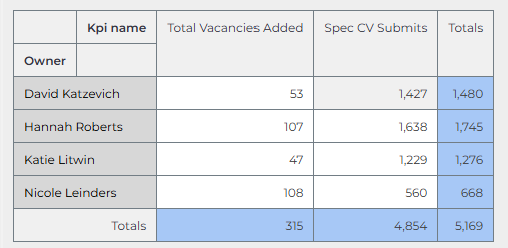 Kpi name Total Vacancies Added Spec CV Submits Totals
Owner
David Katzevich 53 1,427 1,480
Hannah Roberts 107 1,638 1,745
Katie Litwin 47 1,229 1,276
Nicole Leinders 108 560 668
Totals 315 4,854 5,169